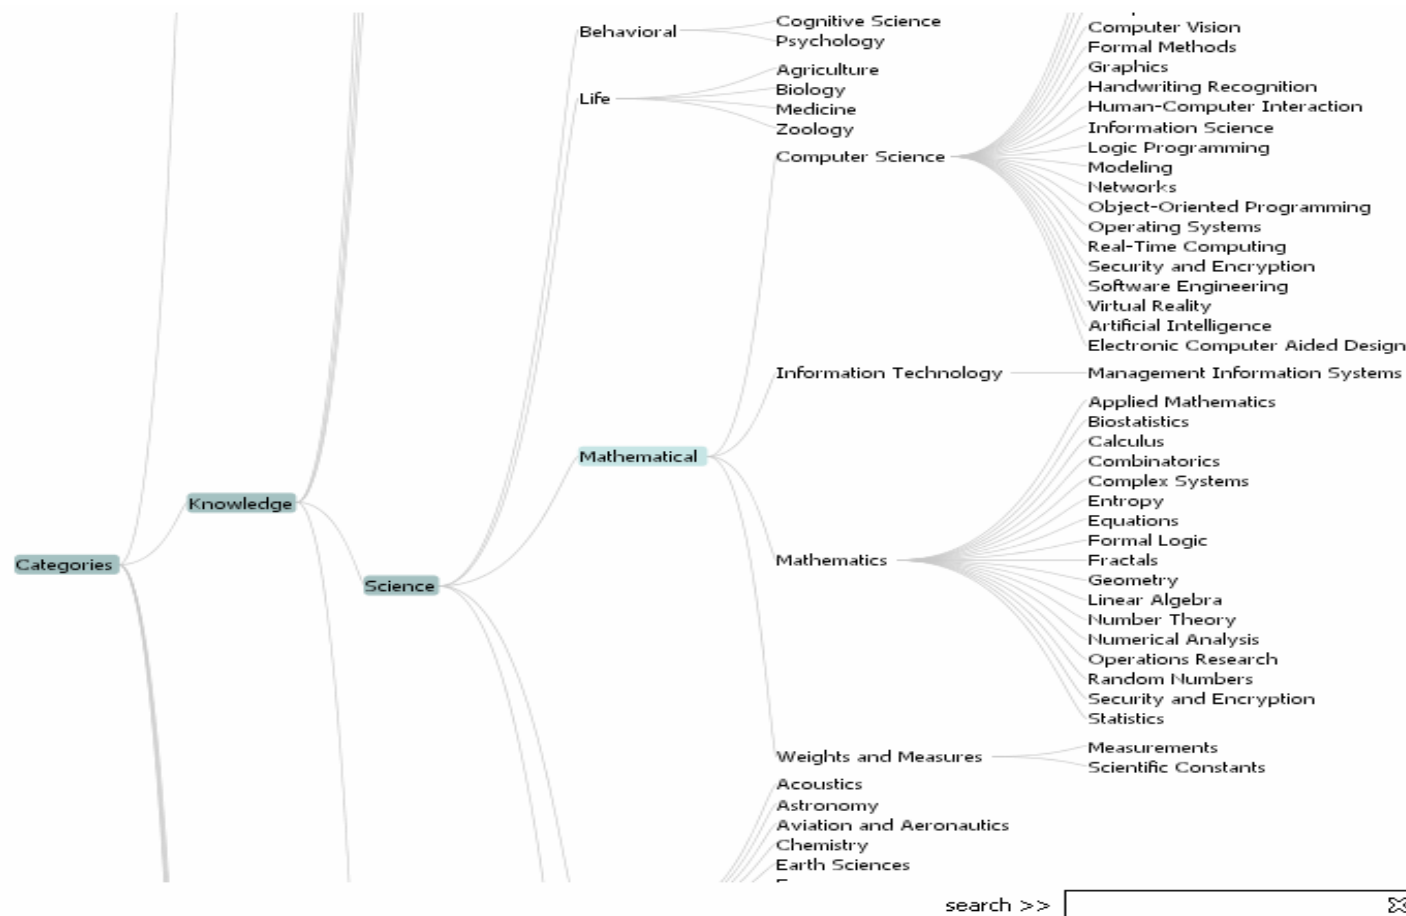 Categories
Knowledge
Science
Behavioral
Cognitive Science
Psychology
Life
Agriculture
Biology
Medicine
Zoology
Mathematical
Computer Science
Computer Vision
Formal Methods
Graphics
Handwriting Recognition
Human-Computer Interaction
Information Science
Logic Programming
Modeling
Networks
Object-Oriented Programming
Operating Systems
Real-Time Computing
Security and Encryption
Software Engineering
Virtual Reality
Artificial Intelligence
Electronic Computer Aided Design
Information Technology
Management Information Systems
Mathematics
Applied Mathematics
Biostatistics
Calculus
Combinatorics
Complex Systems
Entropy
Equations
Formal Logic
Fractals
Geometry
Linear Algebra
Number Theory
Numerical Analysis
Operations Research
Random Numbers
Security and Encryption
Statistics
Weights and Measures
Measurements
Scientific Constants
Acoustics
Astronomy
Aviation and Aeronautics
Chemistry
Earth Sciences
search >>